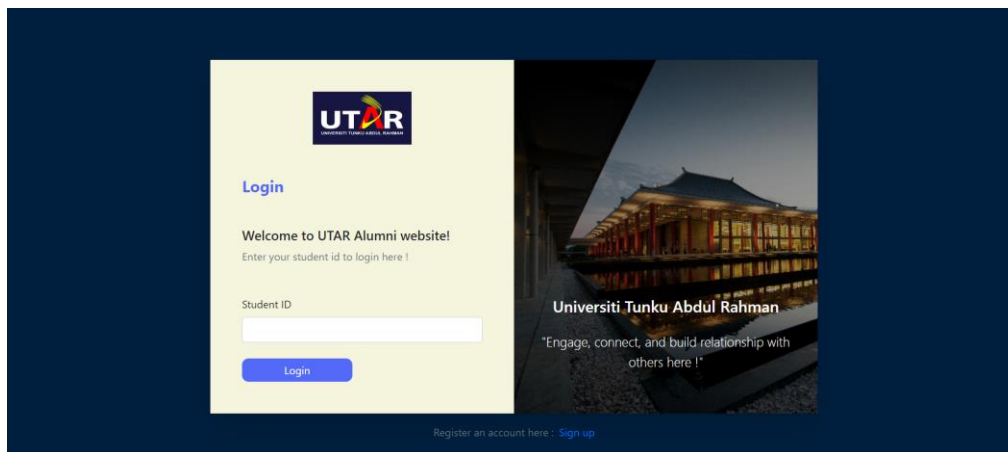 UTAR
UNIVERSITI TUNKU ABDUL RAHMAN
Login
Welcome to UTAR Alumni website!
Enter your student id to login here !
Student ID
Login
Universiti Tunku Abdul Rahman
"Engage, connect, and build relationship with
others here !"
Register an account here : Sign up